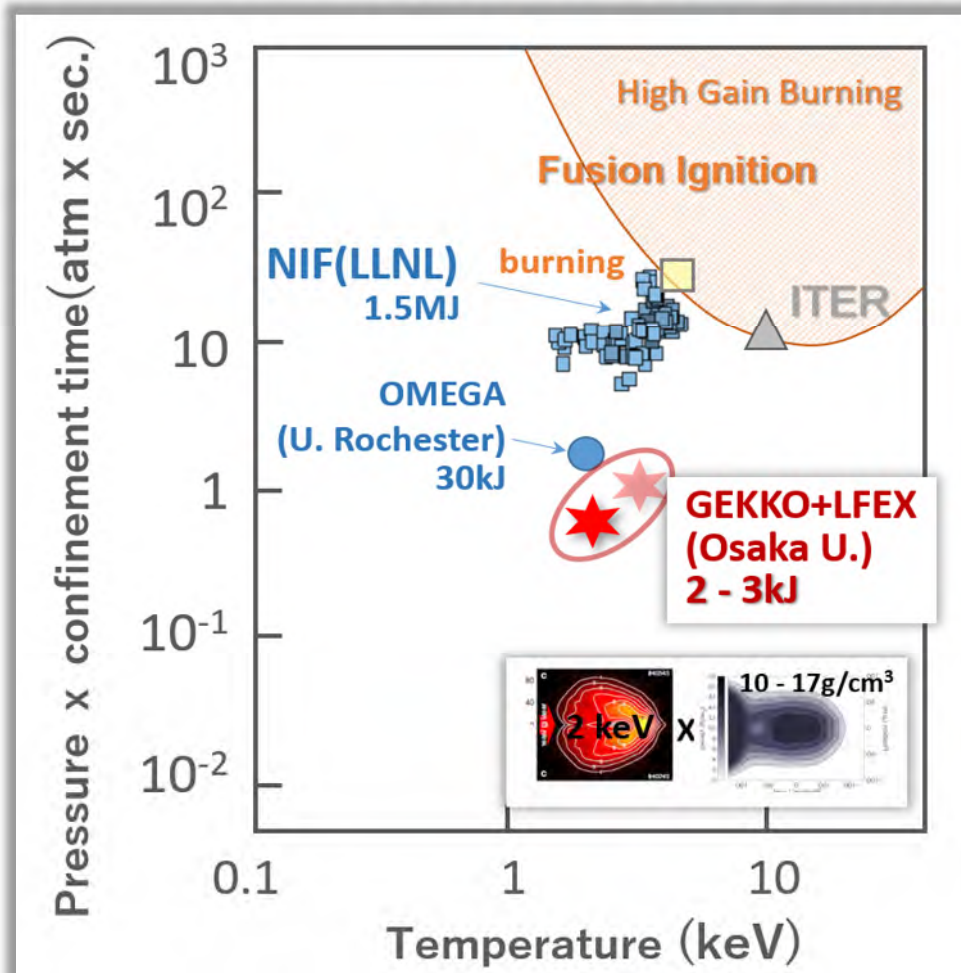 Pressure x confinement time(atm x sec.)
10³
10²
10
1
10⁻¹
10⁻²
High Gain Burning
Fusion Ignition
NIF(LLNL)
1.5MJ
burning
ITER
OMEGA
(U. Rochester)
30kJ
GEKKO+LFEX
(Osaka U.)
2 - 3kJ
2 keV
X
10 - 17g/cm³
0.1
1
10
Temperature (keV)